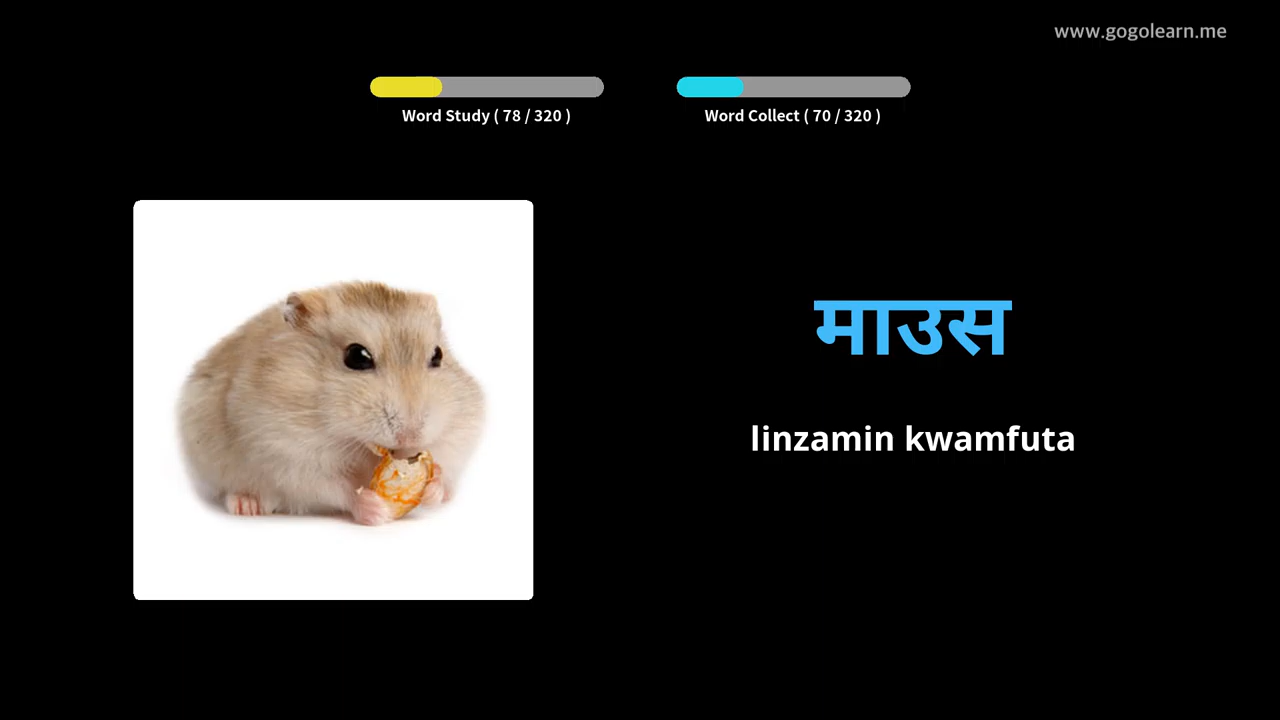 www.gogolearn.me
Word Study ( 78 / 320 )
Word Collect ( 70 / 320 )
माउस
linzamin kwamfuta